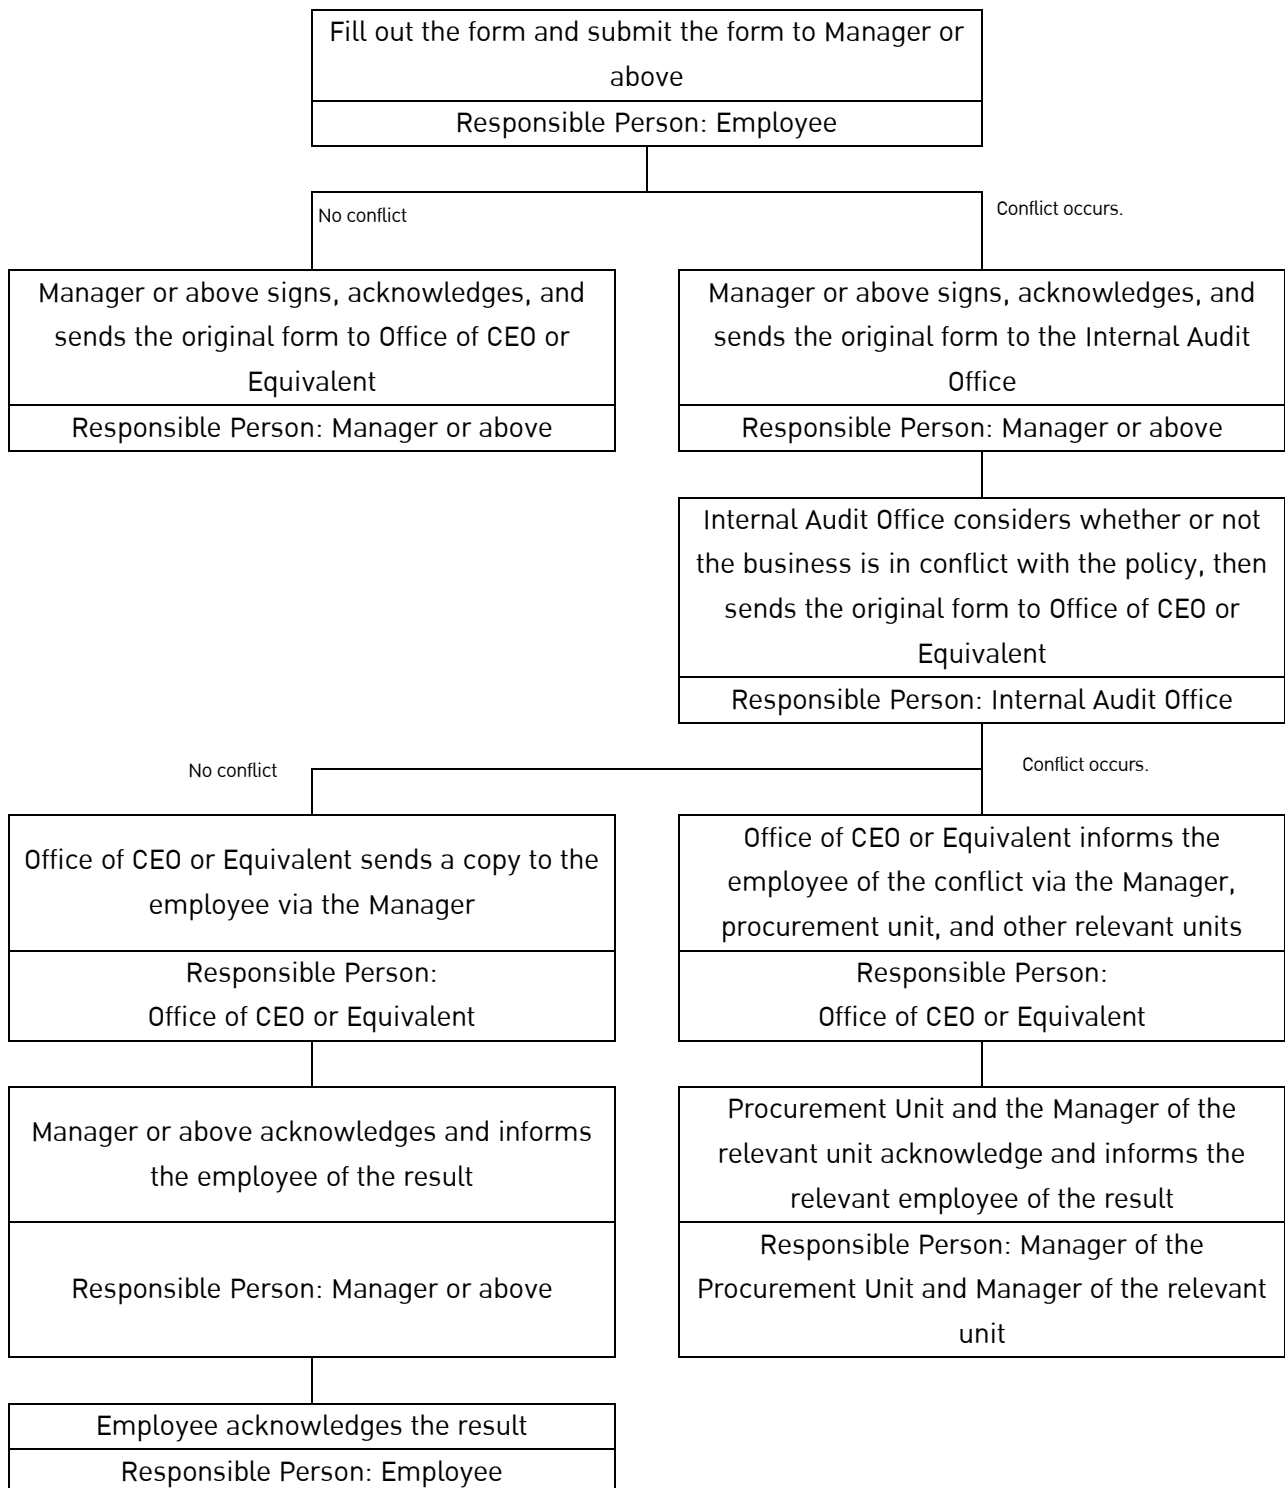 Fill out the form and submit the form to Manager or
above
Responsible Person: Employee
No conflict
Conflict occurs.
Manager or above signs, acknowledges, and
sends the original form to Office of CEO or
Equivalent
Responsible Person: Manager or above
Manager or above signs, acknowledges, and
sends the original form to the Internal Audit
Office
Responsible Person: Manager or above
Internal Audit Office considers whether or not
the business is in conflict with the policy, then
sends the original form to Office of CEO or
Equivalent
Responsible Person: Internal Audit Office
No conflict
Conflict occurs.
Office of CEO or Equivalent sends a copy to the
employee via the Manager
Responsible Person:
Office of CEO or Equivalent
Office of CEO or Equivalent informs the
employee of the conflict via the Manager,
procurement unit, and other relevant units
Responsible Person:
Office of CEO or Equivalent
Manager or above acknowledges and informs
the employee of the result
Responsible Person: Manager or above
Procurement Unit and the Manager of the
relevant unit acknowledge and informs the
relevant employee of the result
Responsible Person: Manager of the
Procurement Unit and Manager of the relevant
unit
Employee acknowledges the result
Responsible Person: Employee